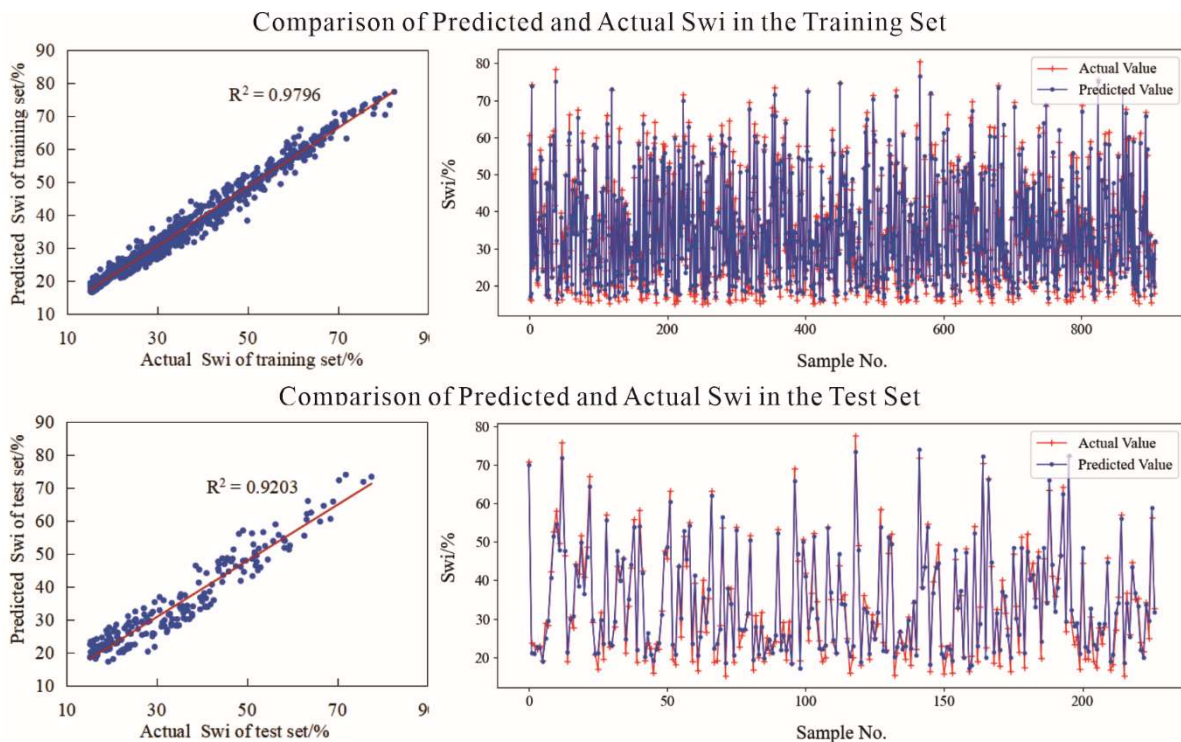 Comparison of Predicted and Actual Swi in the Training Set
Predicted Swi of training set/%
90
80
70
60
50
40
30
20
10
R² = 0.9796
10 30 50 70 90
Actual Swi of training set/%
Swi/%
80
70
60
50
40
30
20
Actual Value
Predicted Value
0 200 400 600 800
Sample No.
Comparison of Predicted and Actual Swi in the Test Set
Predicted Swi of test set/%
90
80
70
60
50
40
30
20
10
R² = 0.9203
10 30 50 70 90
Actual Swi of test set/%
Swi/%
80
70
60
50
40
30
20
Actual Value
Predicted Value
0 50 100 150 200
Sample No.